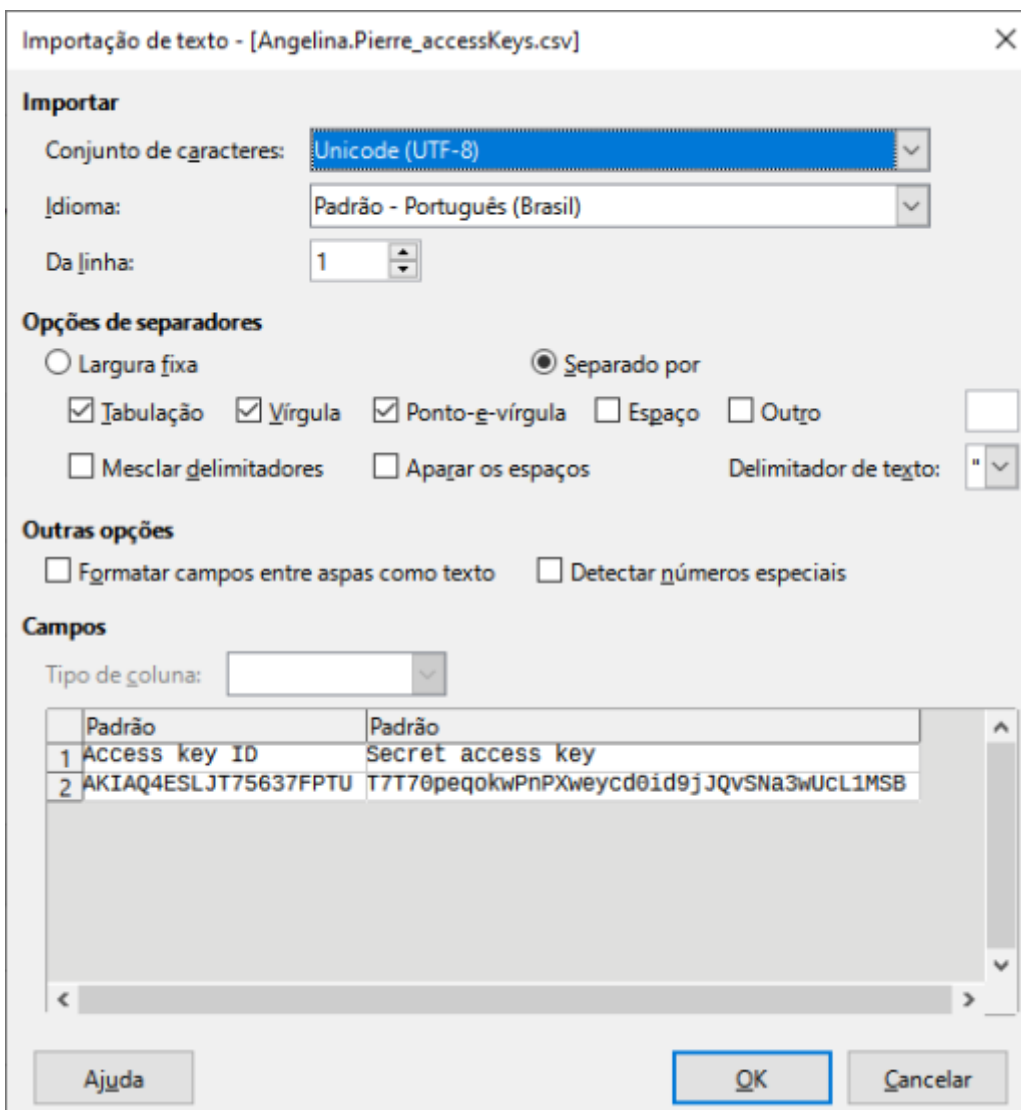 Importação de texto - [Angelina.Pierre_accessKeys.csv]
Importar
Conjunto de caracteres: Unicode (UTF-8)
Idioma: Padrão - Português (Brasil)
Da linha: 1
Opções de separadores
Largura fixa Separado por
Tabulação Vírgula Ponto-e-vírgula Espaço Outro
Mesclar delimitadores Aparar os espaços Delimitador de texto: "
Outras opções
Formatar campos entre aspas como texto Detectar números especiais
Campos
Tipo de coluna:
Padrão Padrão
1 Access key ID Secret access key
2 AKIAQ4ESLJT75637FPTU T7T70peqokwPnPXweycd0id9jJQvSNa3wUcL1MSB
Ajuda OK Cancelar